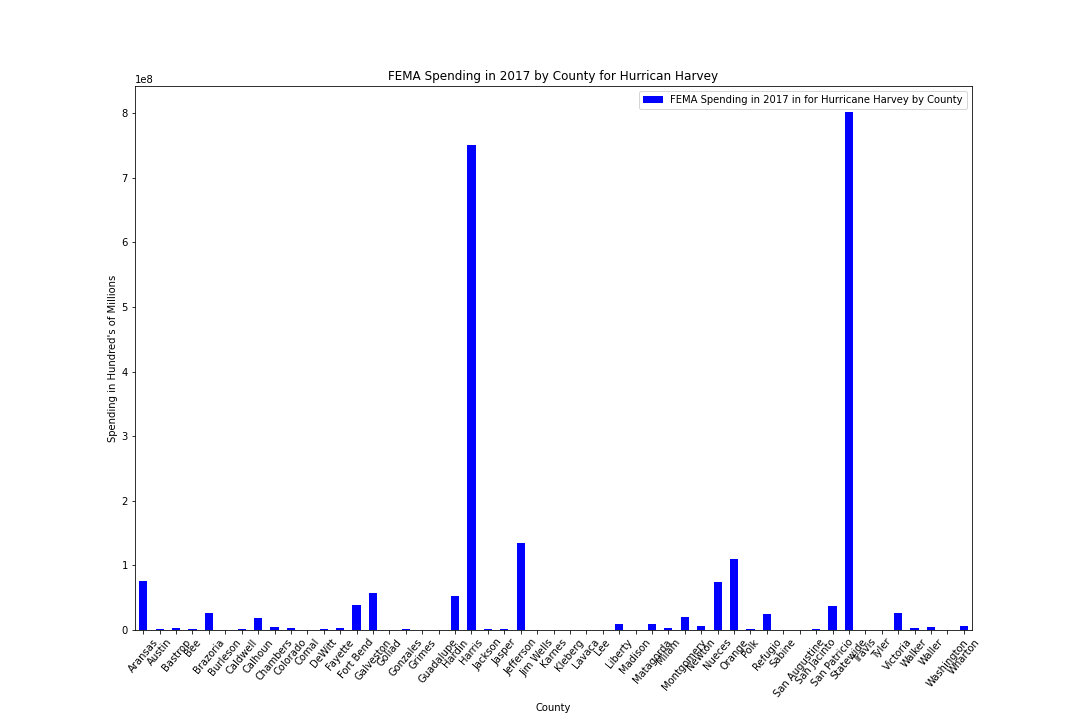 FEMA Spending in 2017 by County for Hurrican Harvey
1e8
FEMA Spending in 2017 in for Hurricane Harvey by County
8
7
6
5
4
3
2
1
0
Spending in Hundred's of Millions
Aransas
Austin
Bastrop
Bee
Brazoria
Burleson
Caldwell
Calhoun
Chambers
Colorado
Comal
DeWitt
Fayette
Fort Bend
Galveston
Goliad
Gonzales
Grimes
Guadalupe
Hardin
Harris
Jackson
Jasper
Jefferson
Jim Wells
Karnes
Kleberg
Lavaca
Lee
Liberty
Madison
Matagorda
Milam
Montgomery
Newton
Nueces
Orange
Polk
Refugio
Sabine
San Augustine
San Jacinto
San Patricio
Statewide
Travis
Tyler
Victoria
Walker
Waller
Washington
Wharton
County